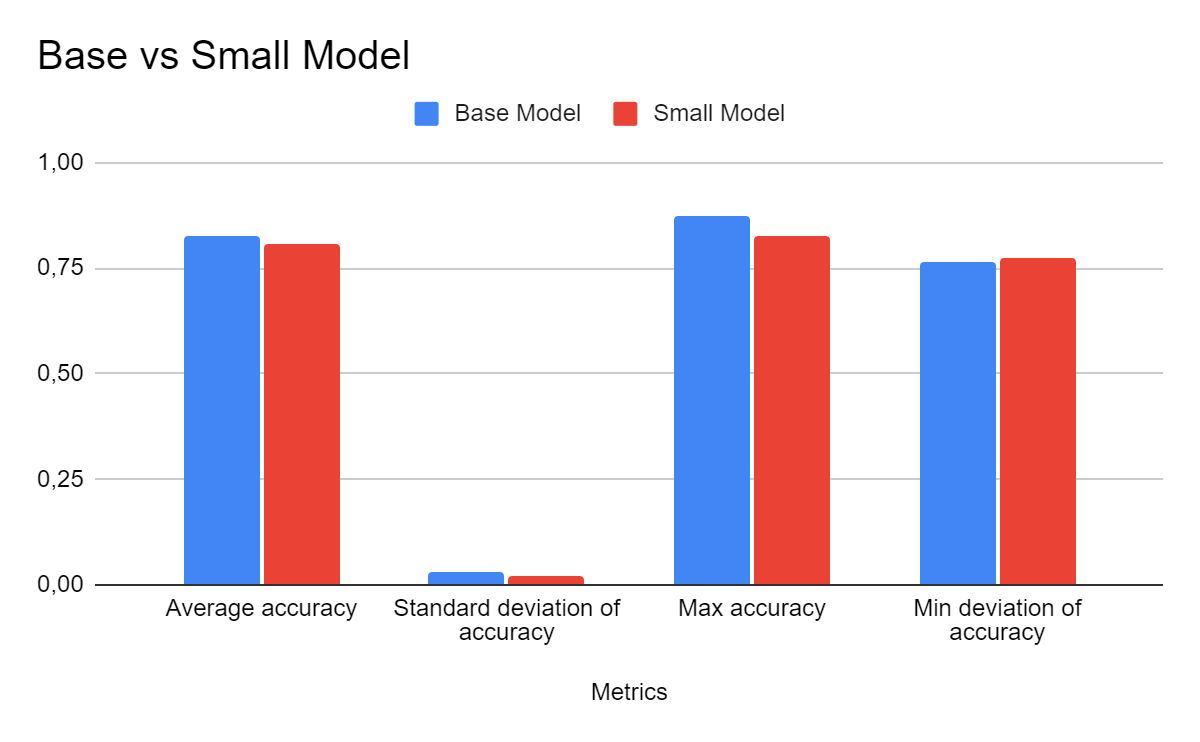 Base vs Small Model
Base Model
Small Model
1,00
0,75
0,50
0,25
0,00
Average accuracy
Standard deviation of
accuracy
Max accuracy
Min deviation of
accuracy
Metrics